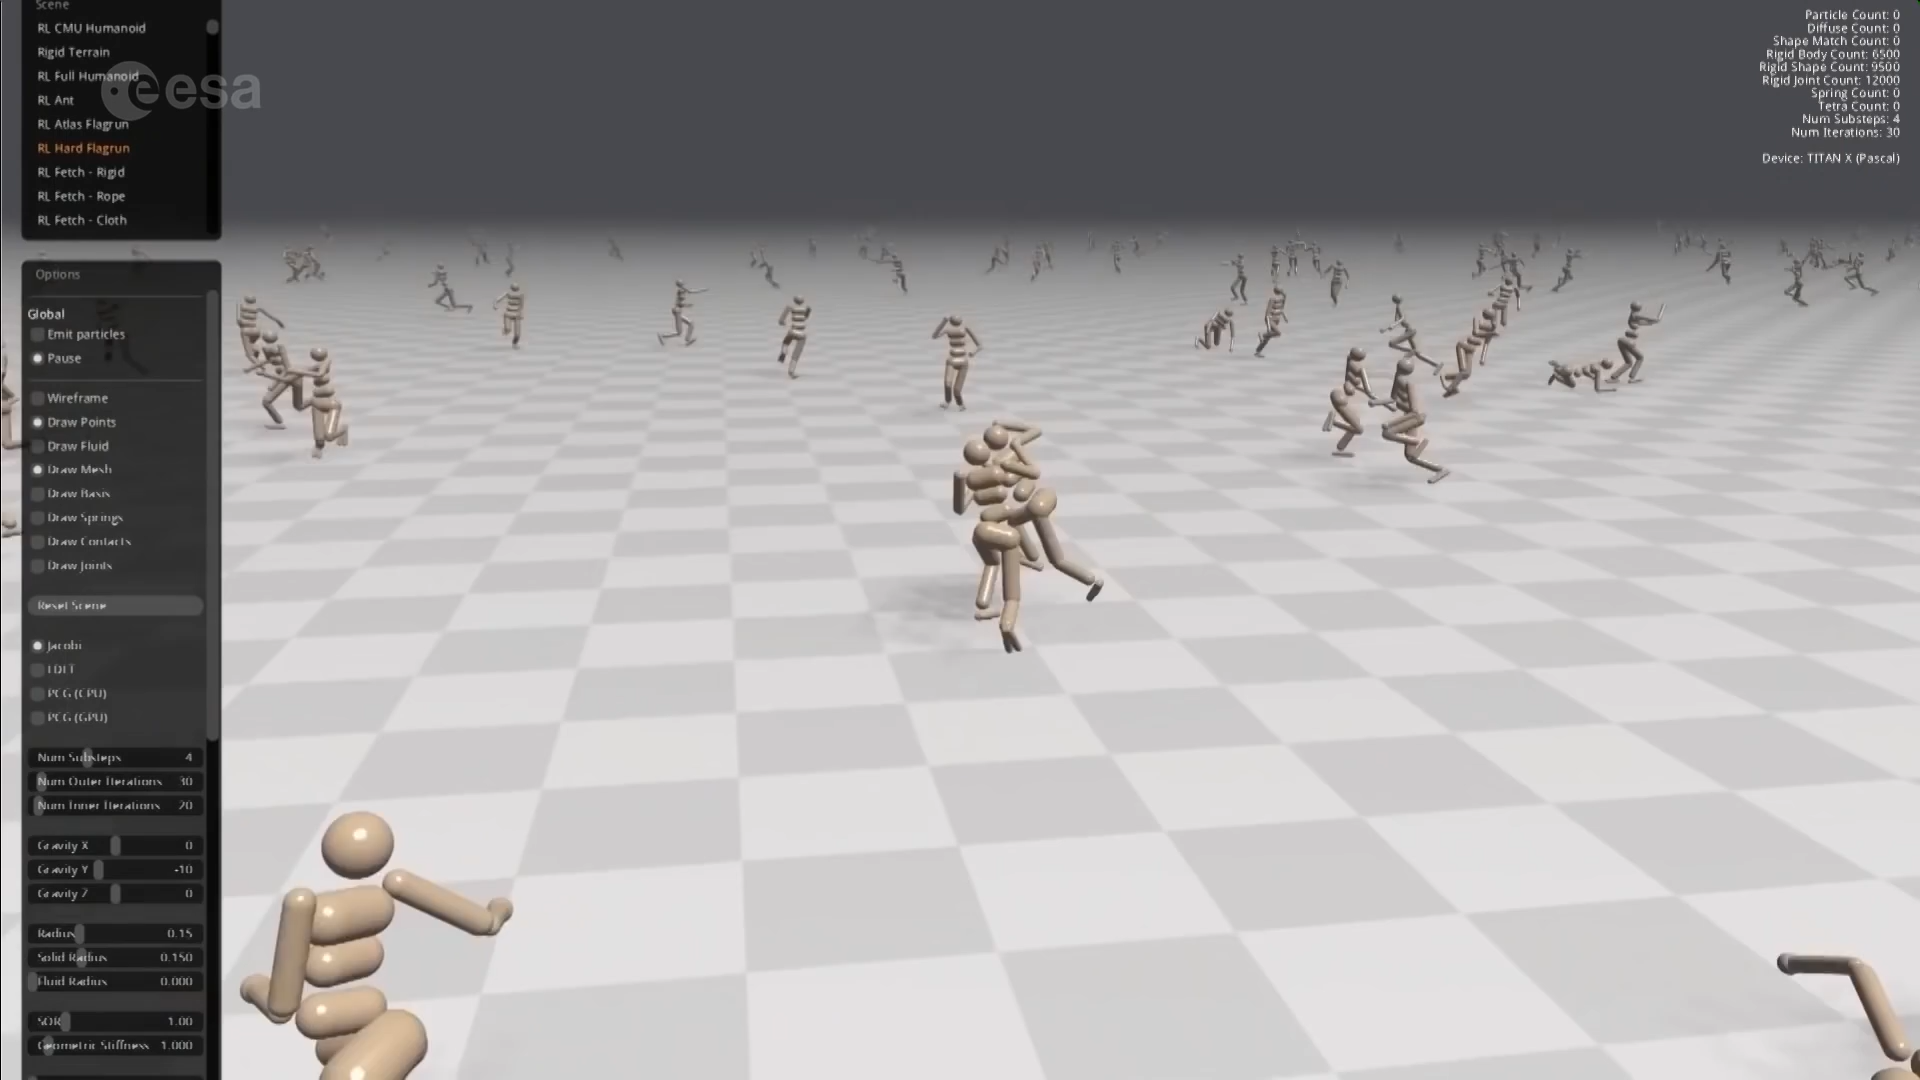 Scene
RL CMU Humanoid
Rigid Terrain
RL Full Humanoid
RL Ant
RL Atlas Flagrun
RL Hard Flagrun
RL Fetch - Rigid
RL Fetch - Rope
RL Fetch - Cloth
esa
Options
Global
Emit particles
Pause
Wireframe
Draw Points
Draw Fluid
Draw Mesh
Draw Basis
Draw Springs
Draw Contacts
Draw Joints
Reset Scene
Jacobi
LDLT
PCG (CPU)
PCG (GPU)
Num Substeps 4
Num Outer Iterations 30
Num Inner Iterations 20
Gravity X 0
Gravity Y -10
Gravity Z 0
Radius 0.15
Solid Radius 0.150
Fluid Radius 0.000
SOR 1.00
Geometric Stiffness 1.000
Particle Count: 0
Diffuse Count: 0
Shape Match Count: 0
Rigid Body Count: 6500
Rigid Shape Count: 9500
Rigid Joint Count: 12000
Spring Count: 0
Tetra Count: 0
Num Substeps: 4
Num Iterations: 30
Device: TITAN X (Pascal)